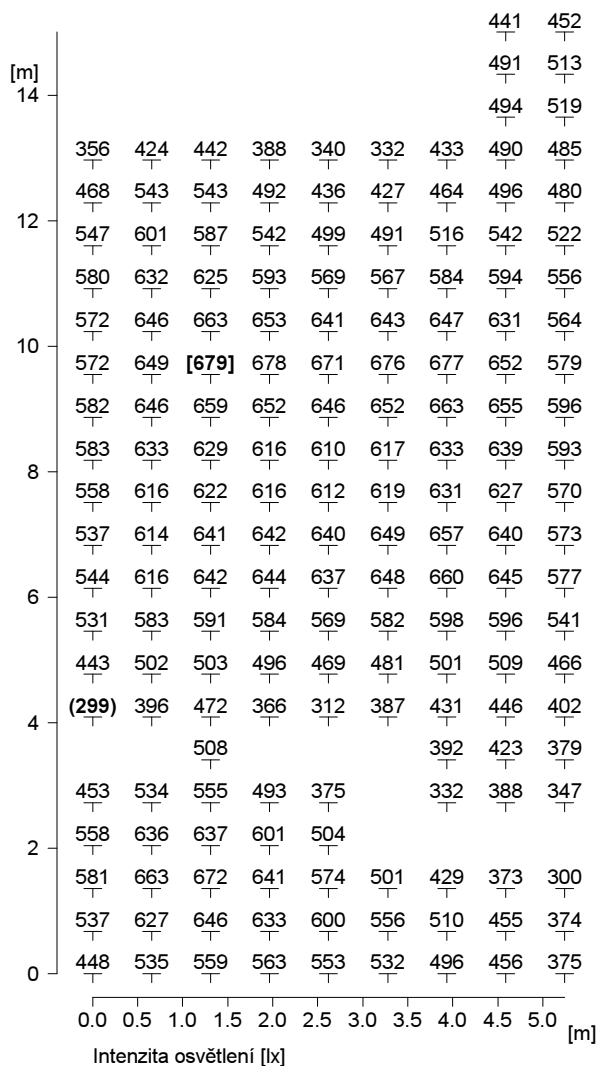 441 452
[m]
491 513
14
494 519
356 424 442 388 340 332 433 490 485
468 543 543 492 436 427 464 496 480
12
547 601 587 542 499 491 516 542 522
580 632 625 593 569 567 584 594 556
572 646 663 653 641 643 647 631 564
10
572 649 [679] 678 671 676 677 652 579
582 646 659 652 646 652 663 655 596
583 633 629 616 610 617 633 639 593
8
558 616 622 616 612 619 631 627 570
537 614 641 642 640 649 657 640 573
544 616 642 644 637 648 660 645 577
6
531 583 591 584 569 582 598 596 541
443 502 503 496 469 481 501 509 466
(299) 396 472 366 312 387 431 446 402
4
508 392 423 379
453 534 555 493 375 332 388 347
558 636 637 601 504
2
581 663 672 641 574 501 429 373 300
537 627 646 633 600 556 510 455 374
448 535 559 563 553 532 496 456 375
0
0.0 0.5 1.0 1.5 2.0 2.5 3.0 3.5 4.0 4.5 5.0
[m]
Intenzita osvětlení [lx]